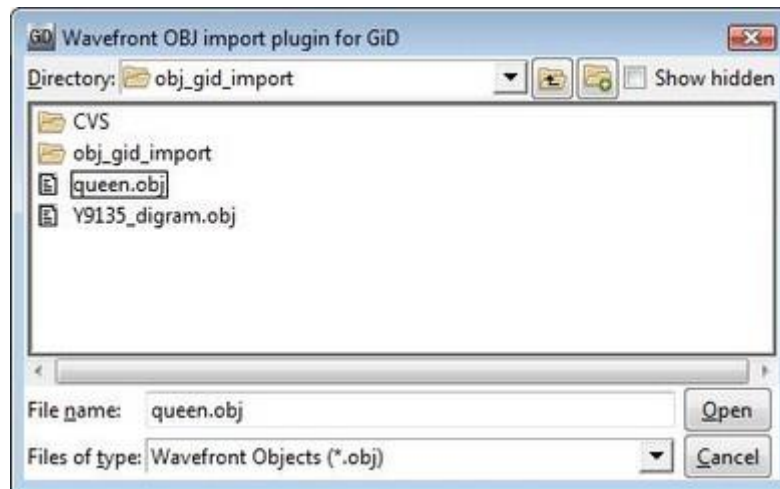 GiD Wavefront OBJ import plugin for GiD
Directory: obj_gid_import Show hidden
CVS
obj_gid_import
queen.obj
Y9135_digram.obj
File name: queen.obj Open
Files of type: Wavefront Objects (*.obj) Cancel